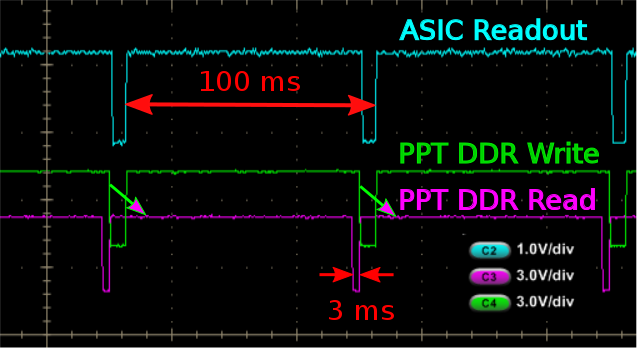 ASIC Readout
100 ms
PPT DDR Write
PPT DDR Read
C2 1.0V/div
C3 3.0V/div
C4 3.0V/div
3 ms